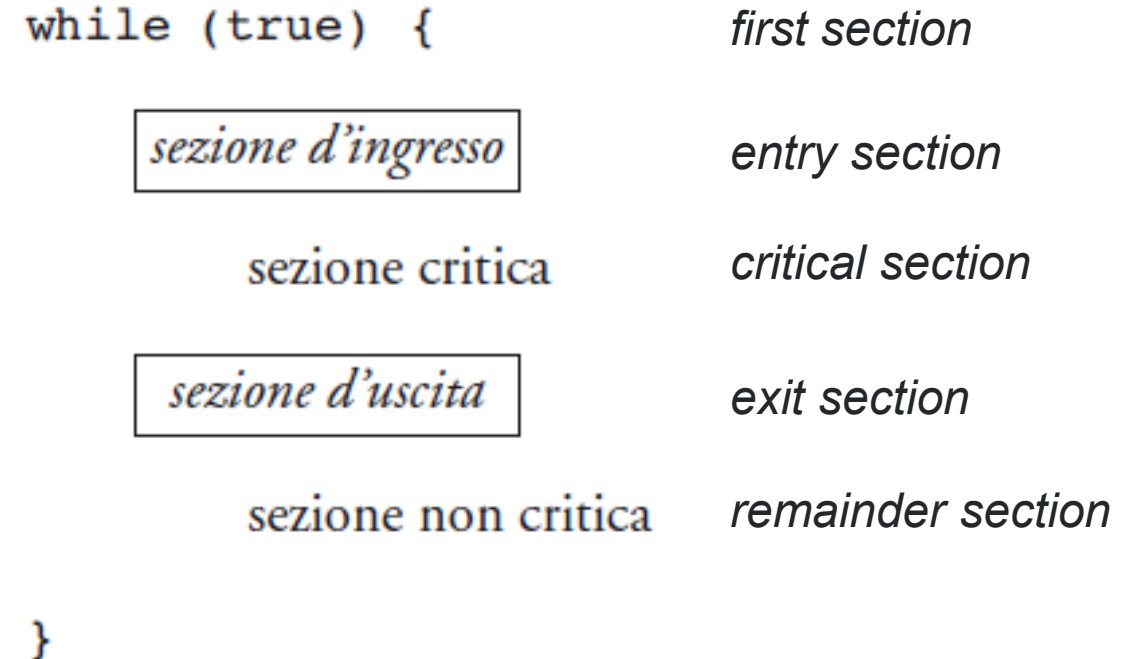 while (true) { first section
sezione d'ingresso entry section
sezione critica critical section
sezione d'uscita exit section
sezione non critica remainder section
}